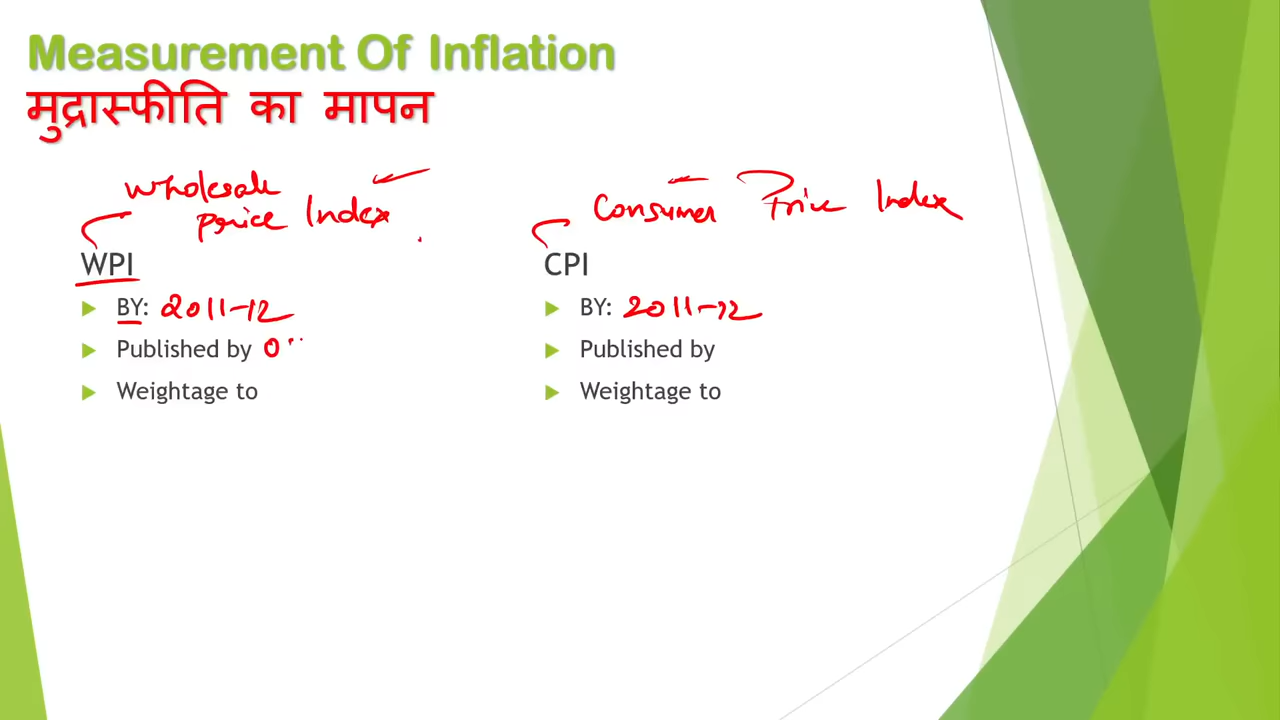 Measurement Of Inflation
मुद्रास्फीति का मापन
Wholesale
Price Index
WPI
BY: 2011-12
Published by
Weightage to
Consumer Price Index
CPI
BY: 2011-12
Published by
Weightage to